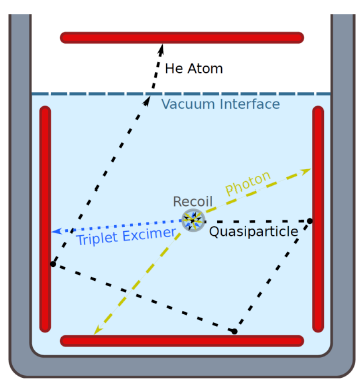 He Atom
Vacuum Interface
Photon
Recoil
Triplet Excimer
Quasiparticle